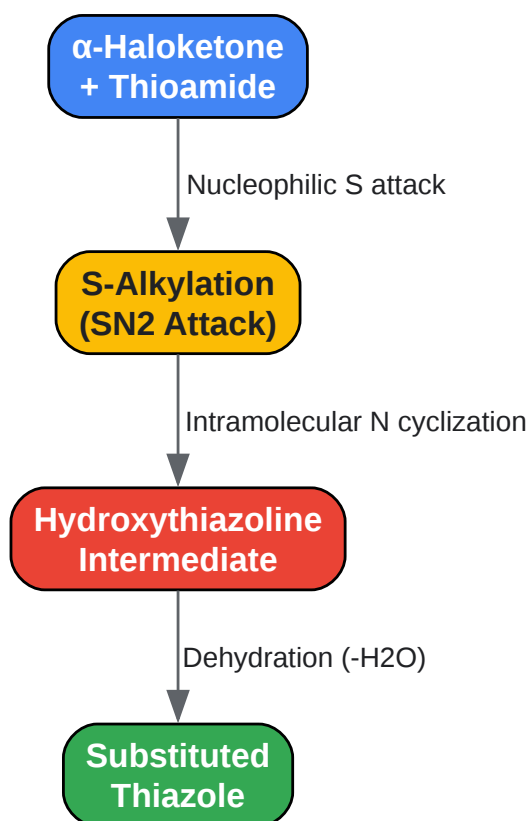 α-Haloketone
+ Thioamide
Nucleophilic S attack
S-Alkylation
(SN2 Attack)
Intramolecular N cyclization
Hydroxythiazoline
Intermediate
Dehydration (-H2O)
Substituted
Thiazole